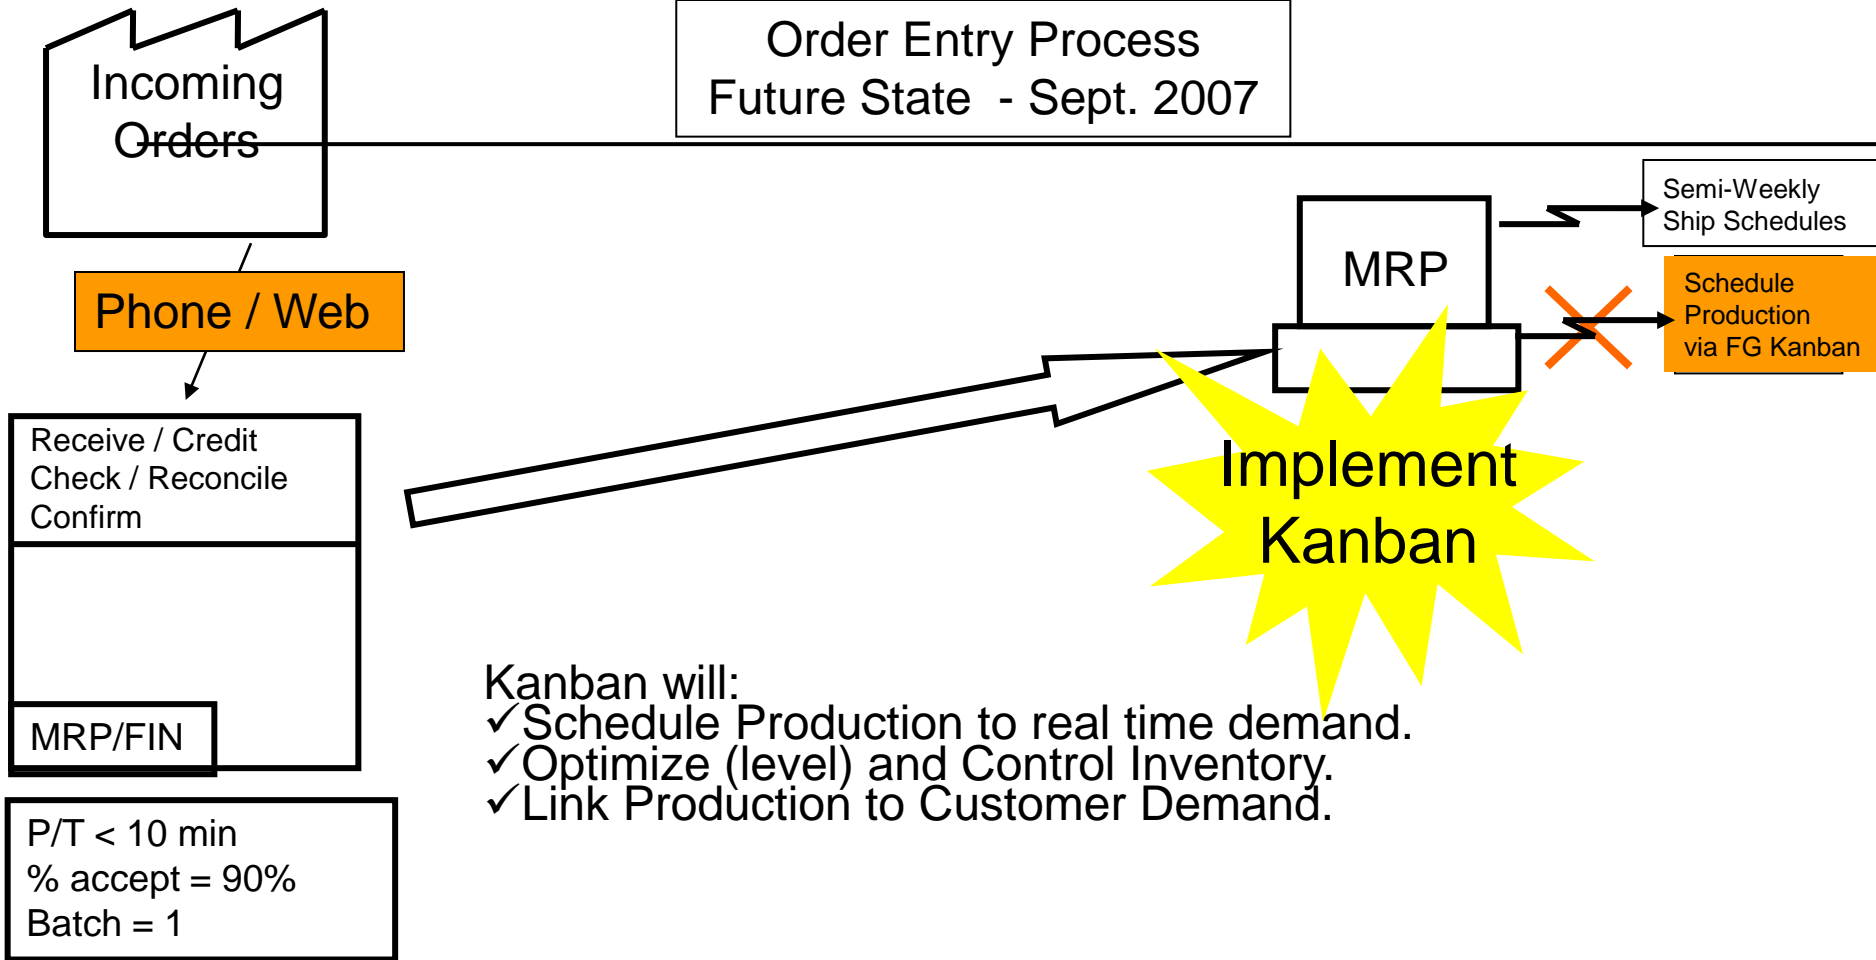 Order Entry Process
Future State - Sept. 2007
Incoming
Orders
Phone / Web
Receive / Credit
Check / Reconcile
Confirm
MRP/FIN
P/T < 10 min
% accept = 90%
Batch = 1
MRP
Semi-Weekly
Ship Schedules
Schedule
Production
via FG Kanban
Implement
Kanban
Kanban will:
✓Schedule Production to real time demand.
✓Optimize (level) and Control Inventory.
✓Link Production to Customer Demand.